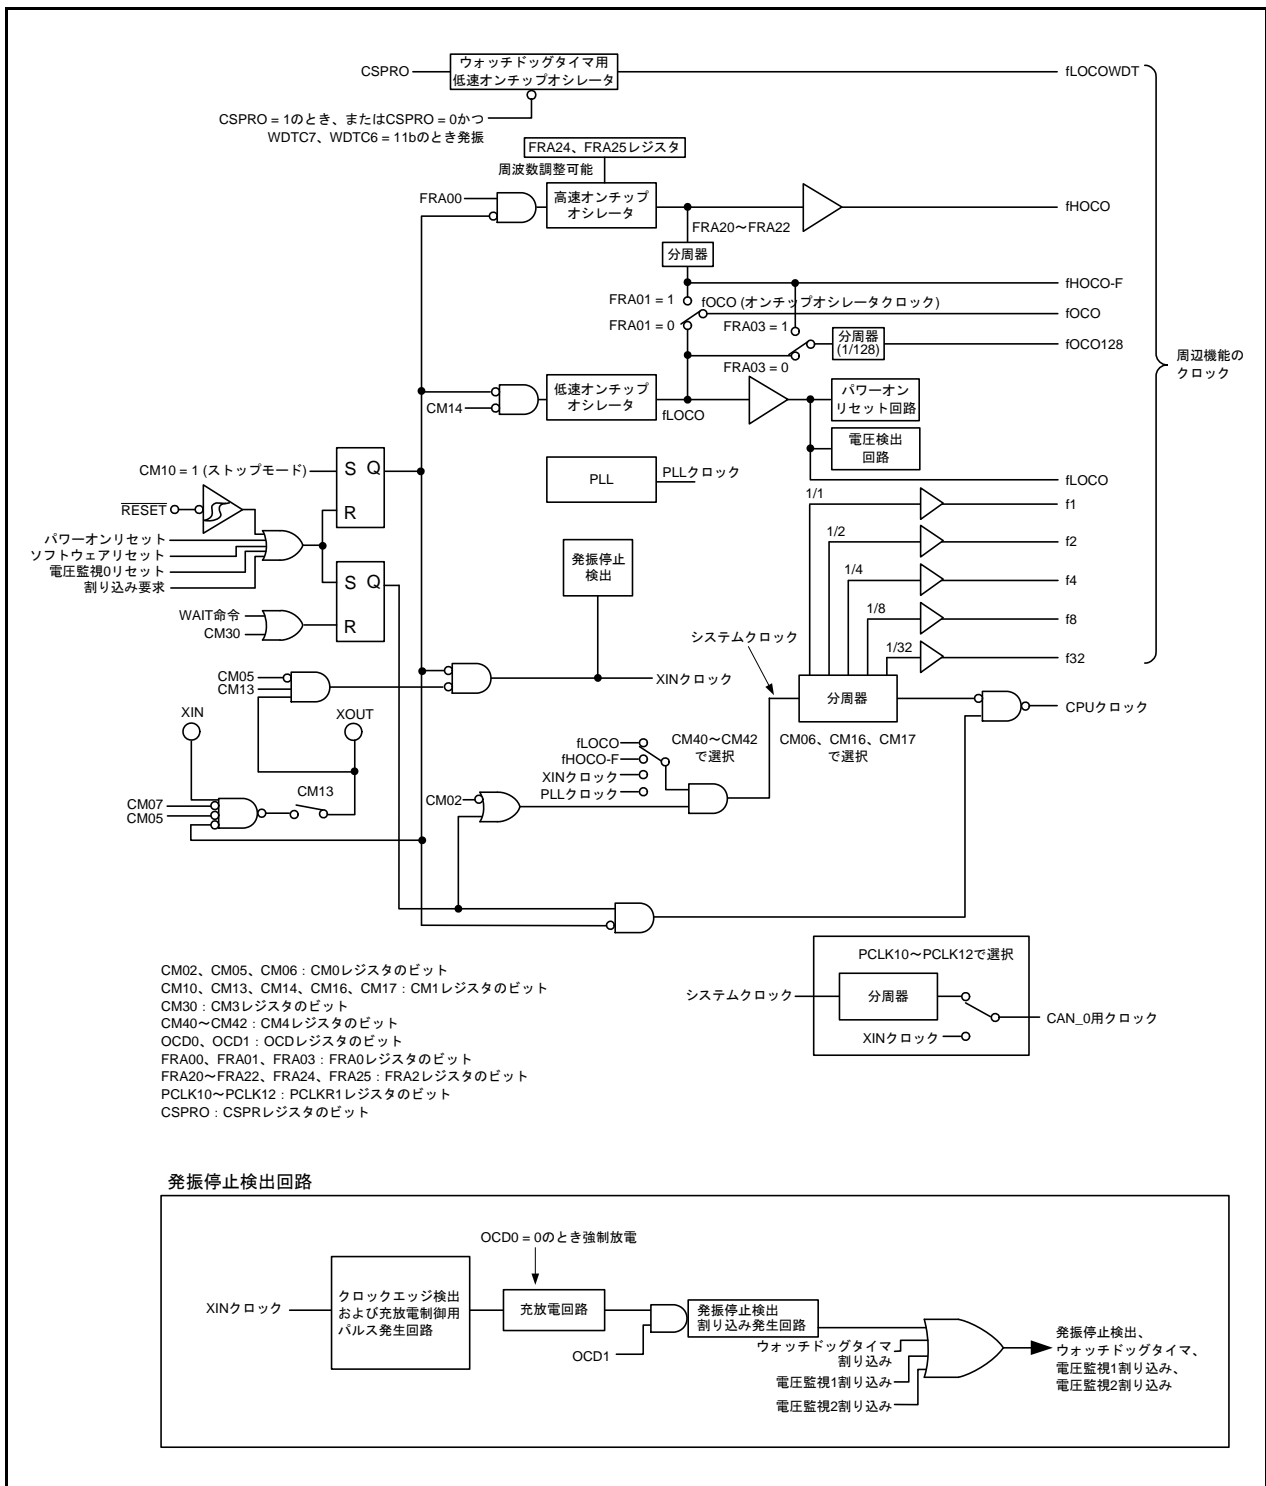 CSPRO
ウォッチドッグタイマ用
低速オンチップオシレータ
fLOCOWDT
CSPRO = 1のとき、またはCSPRO = 0かつ
WDTC7、WDTC6 = 11bのとき発振
FRA24、FRA25レジスタ
周波数調整可能
FRA00
高速オンチップ
オシレータ
fHOCO
FRA20～FRA22
分周器
fHOCO-F
FRA01 = 1
fOCO (オンチップオシレータクロック)
fOCO
FRA01 = 0
FRA03 = 1
分周器
(1/128)
fOCO128
周辺機能の
クロック
FRA03 = 0
CM14
低速オンチップ
オシレータ
fLOCO
パワーオン
リセット回路
電圧検出
回路
CM10 = 1 (ストップモード)
S Q
R
PLL
PLLクロック
fLOCO
RESET
1/1
f1
パワーオンリセット
ソフトウェアリセット
電圧監視0リセット
割り込み要求
1/2
f2
発振停止
検出
1/4
f4
S Q
R
WAIT命令
CM30
1/8
f8
システムクロック
1/32
f32
CM05
CM13
XINクロック
分周器
CPUクロック
XIN
XOUT
CM06、CM16、CM17
で選択
CM40～CM42
で選択
fLOCO
fHOCO-F
XINクロック
PLLクロック
CM13
CM07
CM05
CM02
PCLK10～PCLK12で選択
システムクロック
分周器
CAN_0用クロック
XINクロック
CM02、CM05、CM06 : CM0レジスタのビット
CM10、CM13、CM14、CM16、CM17 : CM1レジスタのビット
CM30 : CM3レジスタのビット
CM40～CM42 : CM4レジスタのビット
OCD0、OCD1 : OCDレジスタのビット
FRA00、FRA01、FRA03 : FRA0レジスタのビット
FRA20～FRA22、FRA24、FRA25 : FRA2レジスタのビット
PCLK10～PCLK12 : PCLKR1レジスタのビット
CSPRO : CSPRレジスタのビット
発振停止検出回路
OCD0 = 0のとき強制放電
XINクロック
クロックエッジ検出
および充放電制御用
パルス発生回路
充放電回路
OCD1
発振停止検出
割り込み発生回路
ウォッチドッグタイマ
割り込み
電圧監視1割り込み
電圧監視2割り込み
発振停止検出、
ウォッチドッグタイマ、
電圧監視1割り込み、
電圧監視2割り込み